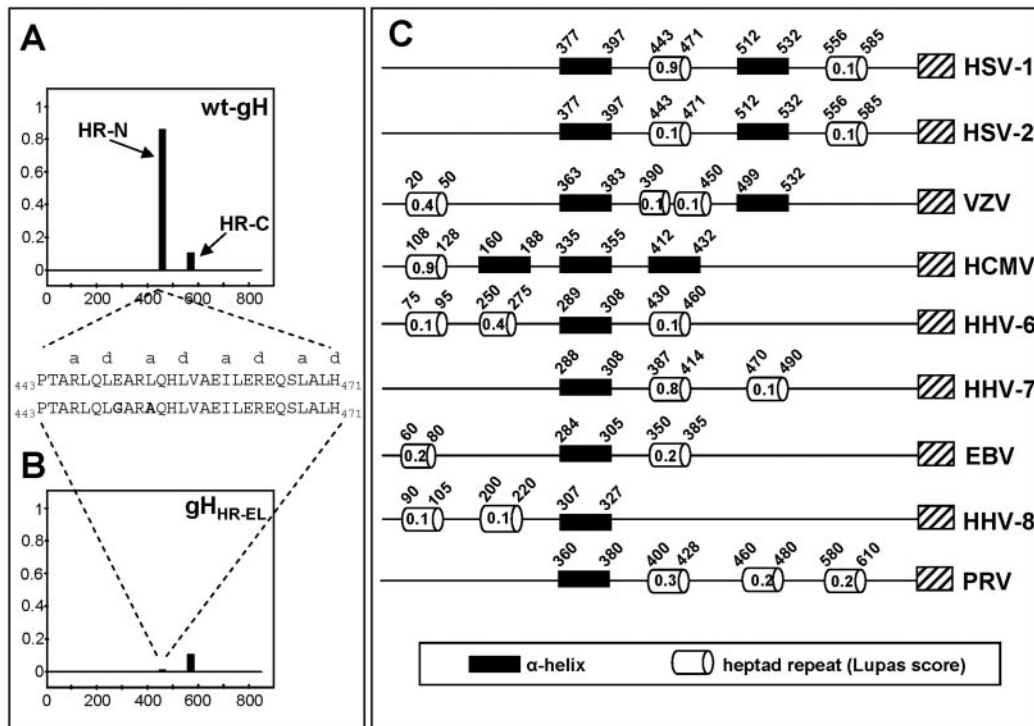 A
wt-gH
HR-N
HR-C
1
0.8
0.6
0.4
0.2
0
0 200 400 600 800
a d a d a d a d
443PTARLQLEARLQHLVAEILEREQSLALH471
443PTARLQLGARAQHLVAEILEREQSLALH471
B
gHHR-EL
1
0.8
0.6
0.4
0.2
0
0 200 400 600 800
C
377 397 443 471 512 532 556 585
0.9 0.1 HSV-1
377 397 443 471 512 532 556 585
0.1 0.1 HSV-2
20 50 363 383 390 450 499 532
0.4 0.1 0.1 VZV
108 128 160 188 335 355 412 432
0.9 HCMV
75 95 250 275 289 308 430 460
0.1 0.4 0.1 HHV-6
288 308 387 414 470 490
0.8 0.1 HHV-7
60 80 284 305 350 385
0.2 0.2 EBV
90 105 200 220 307 327
0.1 0.1 HHV-8
360 380 400 428 460 480 580 610
0.3 0.2 0.2 PRV
α-helix heptad repeat (Lupas score)